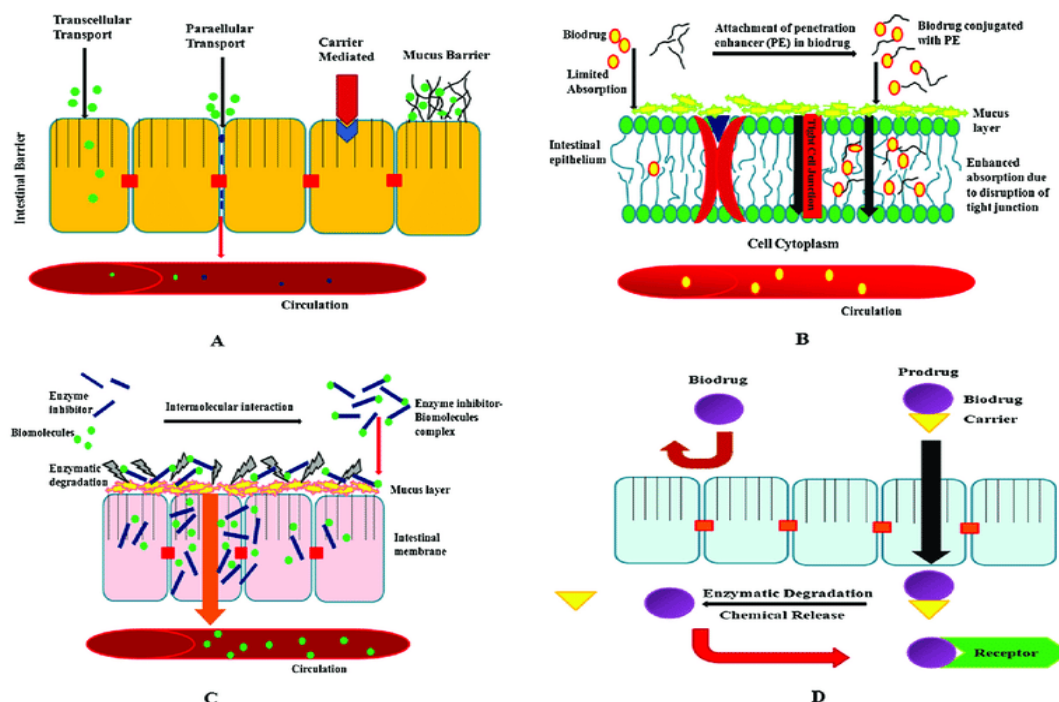 Transcellular
Transport
Paraellular
Transport
Carrier
Mediated
Mucus Barrier
Intestinal Barrier
Circulation
A
Biodrug
Attachment of penetration
enhancer (PE) in biodrug
Biodrug conjugated
with PE
Limited
Absorption
Mucus
layer
Intestinal
epithelium
Tight Cell Junction
Enhanced
absorption due
to disruption of
tight junction
Cell Cytoplasm
Circulation
B
Enzyme
inhibitor
Intermolecular interaction
Enzyme inhibitor-
Biomolecules
complex
Biomolecules
Enzymatic
degradation
Mucus layer
Intestinal
membrane
Circulation
C
Biodrug
Prodrug
Biodrug
Carrier
Enzymatic Degradation
Chemical Release
Receptor
D